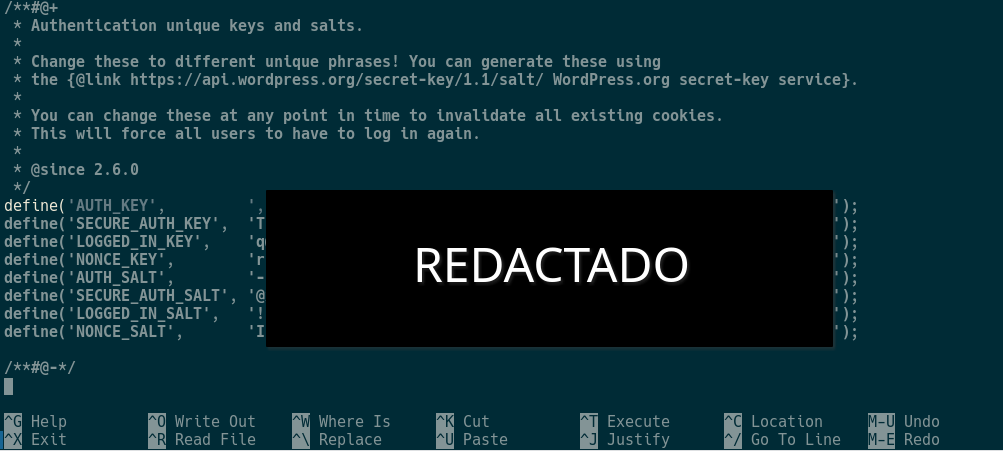 /**#@+
 * Authentication unique keys and salts.
 *
 * Change these to different unique phrases! You can generate these using
 * the {@link https://api.wordpress.org/secret-key/1.1/salt/ WordPress.org secret-key service}.
 *
 * You can change these at any point in time to invalidate all existing cookies.
 * This will force all users to have to log in again.
 *
 * @since 2.6.0
 */
define('AUTH_KEY',         ', ');
define('SECURE_AUTH_KEY',  'T ');
define('LOGGED_IN_KEY',    'q ');
define('NONCE_KEY',        'r ');
define('AUTH_SALT',        '- ');
define('SECURE_AUTH_SALT', '@ ');
define('LOGGED_IN_SALT',   '! ');
define('NONCE_SALT',       'I ');
REDACTADO
/**#@-*/
^G Help ^O Write Out ^W Where Is ^K Cut ^T Execute ^C Location M-U Undo
^X Exit ^R Read File ^\ Replace ^U Paste ^J Justify ^/ Go To Line M-E Redo